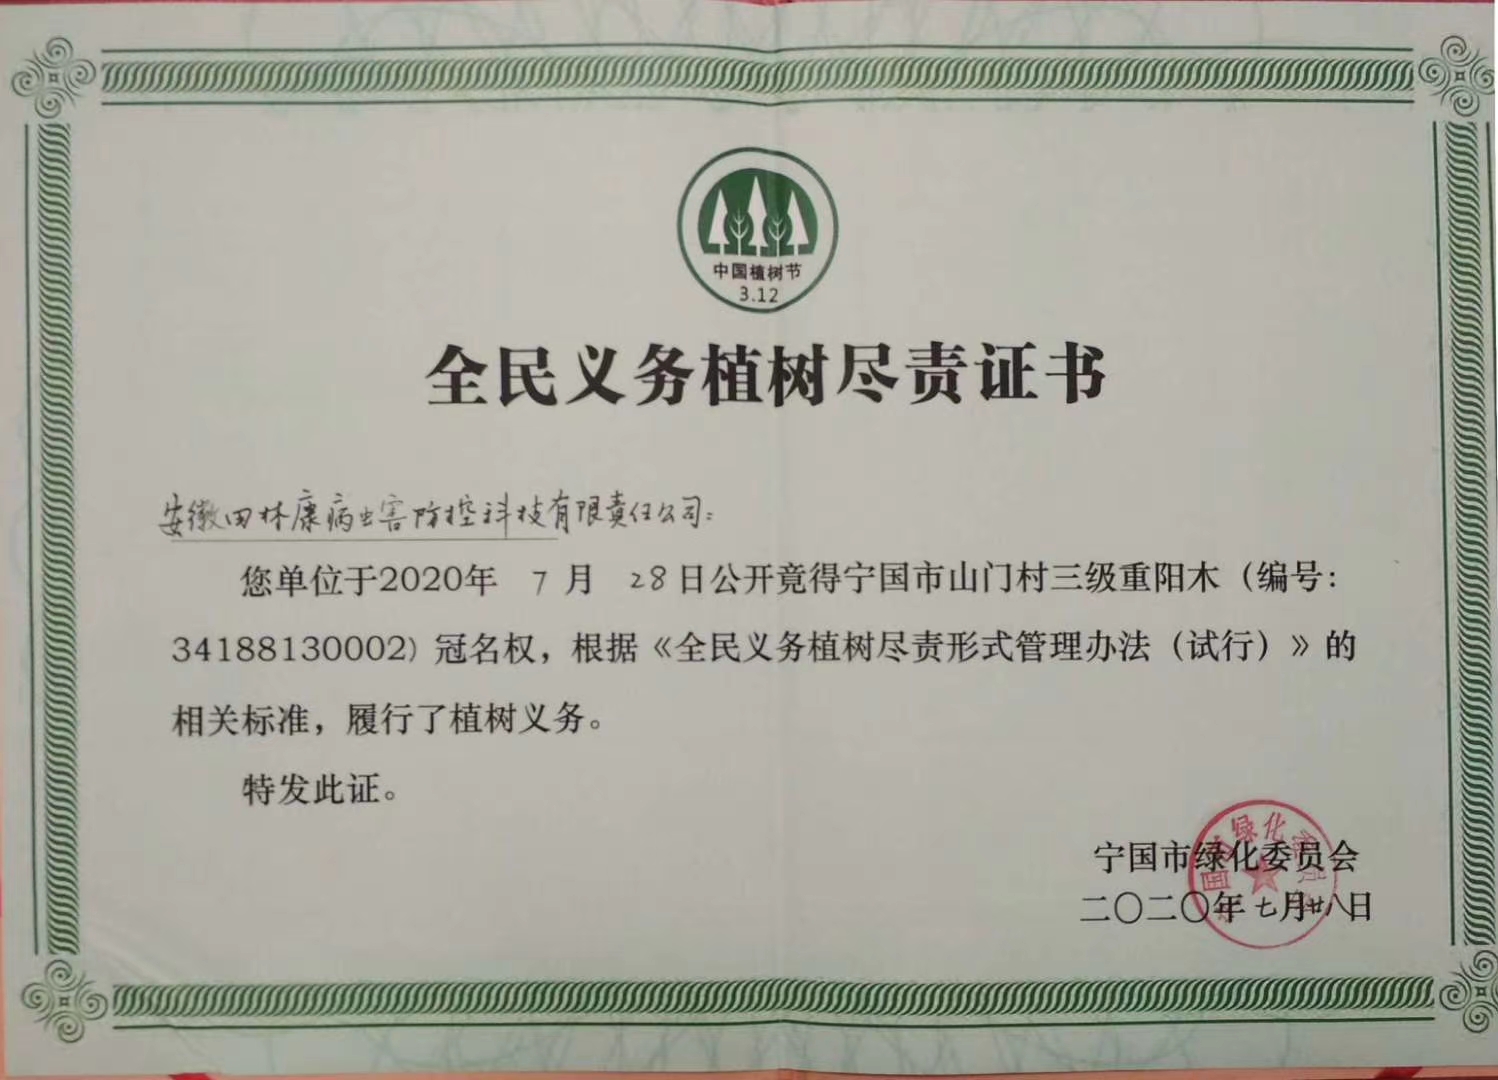 中国植树节
3.12
全民义务植树尽责证书
安徽田林康病虫害防控科技有限责任公司：
您单位于2020年 7 月 28日公开竟得宁国市山门村三级重阳木（编号：
34188130002）冠名权，根据《全民义务植树尽责形式管理办法（试行）》的
相关标准，履行了植树义务。
特发此证。
宁国市绿化委员会
二〇二〇年七月廿八日